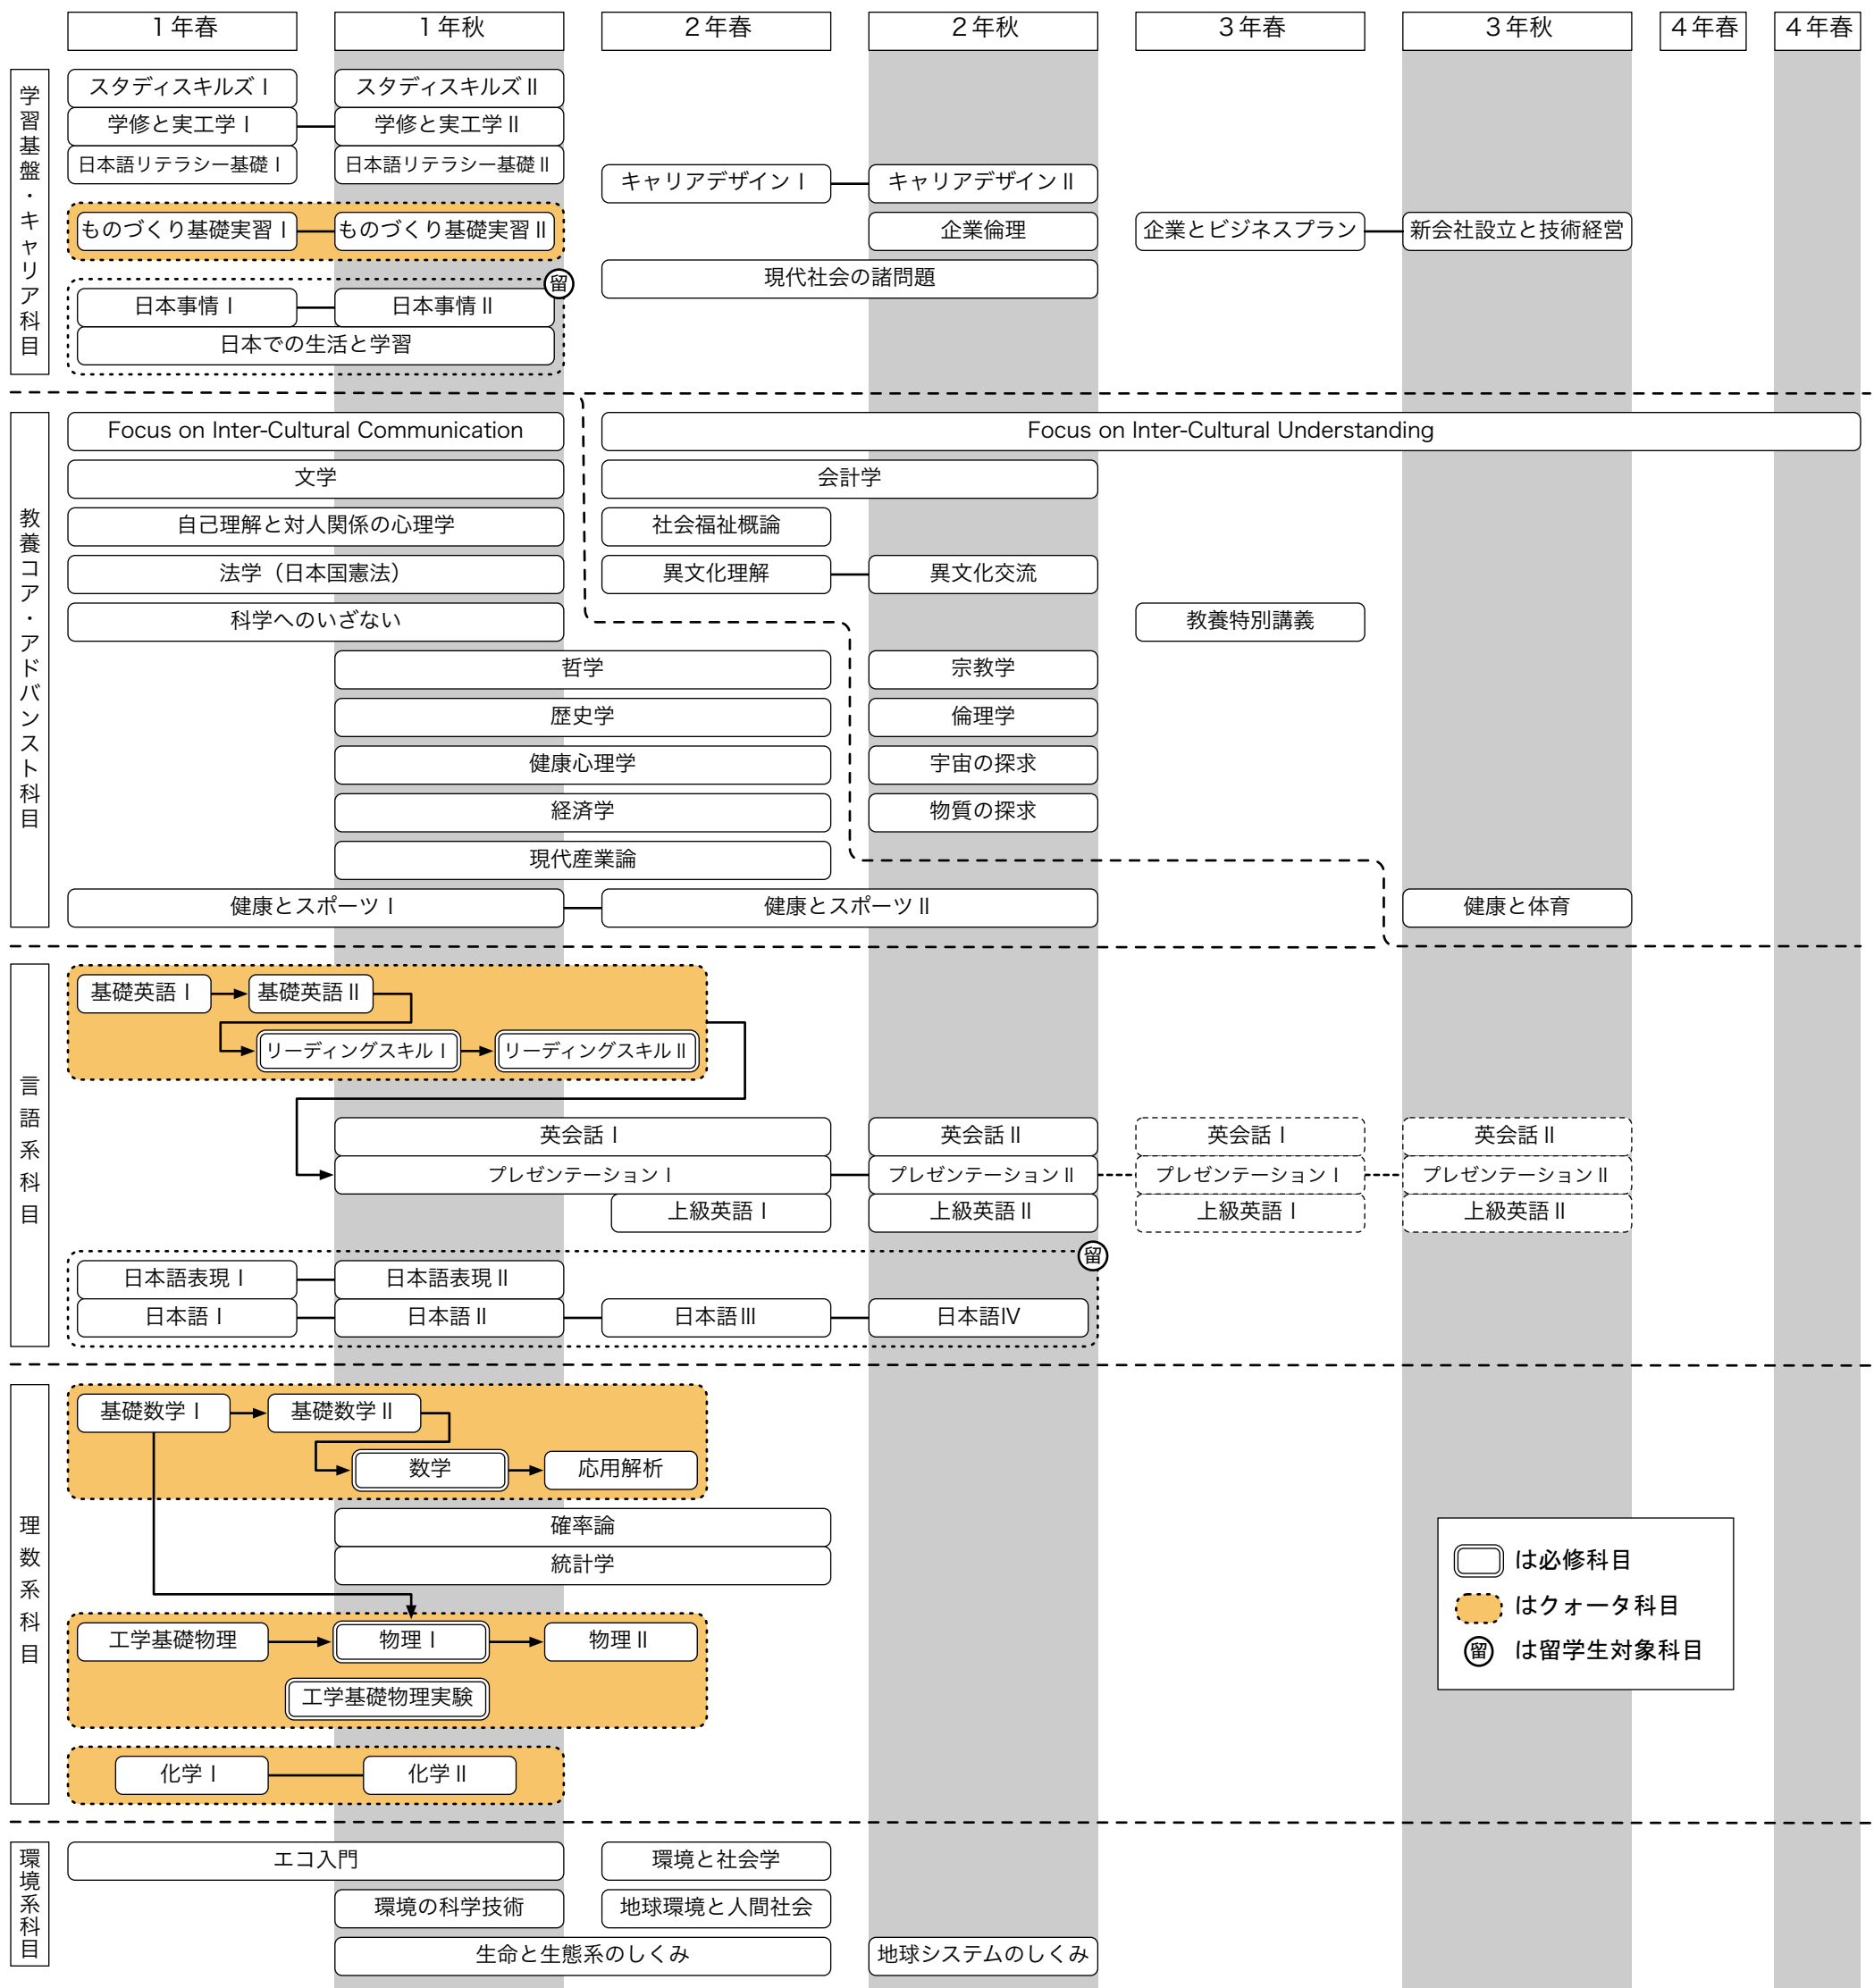 1年春
1年秋
2年春
2年秋
3年春
3年秋
4年春
4年春
学習基盤・キャリア科目
スタディスキルズⅠ
スタディスキルズⅡ
学修と実工学Ⅰ
学修と実工学Ⅱ
日本語リテラシー基礎Ⅰ
日本語リテラシー基礎Ⅱ
キャリアデザインⅠ
キャリアデザインⅡ
ものづくり基礎実習Ⅰ
ものづくり基礎実習Ⅱ
企業倫理
企業とビジネスプラン
新会社設立と技術経営
現代社会の諸問題
留
日本事情Ⅰ
日本事情Ⅱ
日本での生活と学習
教養コア・アドバンスト科目
Focus on Inter-Cultural Communication
Focus on Inter-Cultural Understanding
文学
会計学
自己理解と対人関係の心理学
社会福祉概論
法学（日本国憲法）
異文化理解
異文化交流
科学へのいざない
教養特別講義
哲学
宗教学
歴史学
倫理学
健康心理学
宇宙の探求
経済学
物質の探求
現代産業論
健康とスポーツⅠ
健康とスポーツⅡ
健康と体育
言語系科目
基礎英語Ⅰ
基礎英語Ⅱ
リーディングスキルⅠ
リーディングスキルⅡ
英会話Ⅰ
英会話Ⅱ
英会話Ⅰ
英会話Ⅱ
プレゼンテーションⅠ
プレゼンテーションⅡ
プレゼンテーションⅠ
プレゼンテーションⅡ
上級英語Ⅰ
上級英語Ⅱ
上級英語Ⅰ
上級英語Ⅱ
留
日本語表現Ⅰ
日本語表現Ⅱ
日本語Ⅰ
日本語Ⅱ
日本語Ⅲ
日本語Ⅳ
理数系科目
基礎数学Ⅰ
基礎数学Ⅱ
数学
応用解析
確率論
統計学
工学基礎物理
物理Ⅰ
物理Ⅱ
工学基礎物理実験
化学Ⅰ
化学Ⅱ
は必修科目
はクォータ科目
留 は留学生対象科目
環境系科目
エコ入門
環境と社会学
環境の科学技術
地球環境と人間社会
生命と生態系のしくみ
地球システムのしくみ